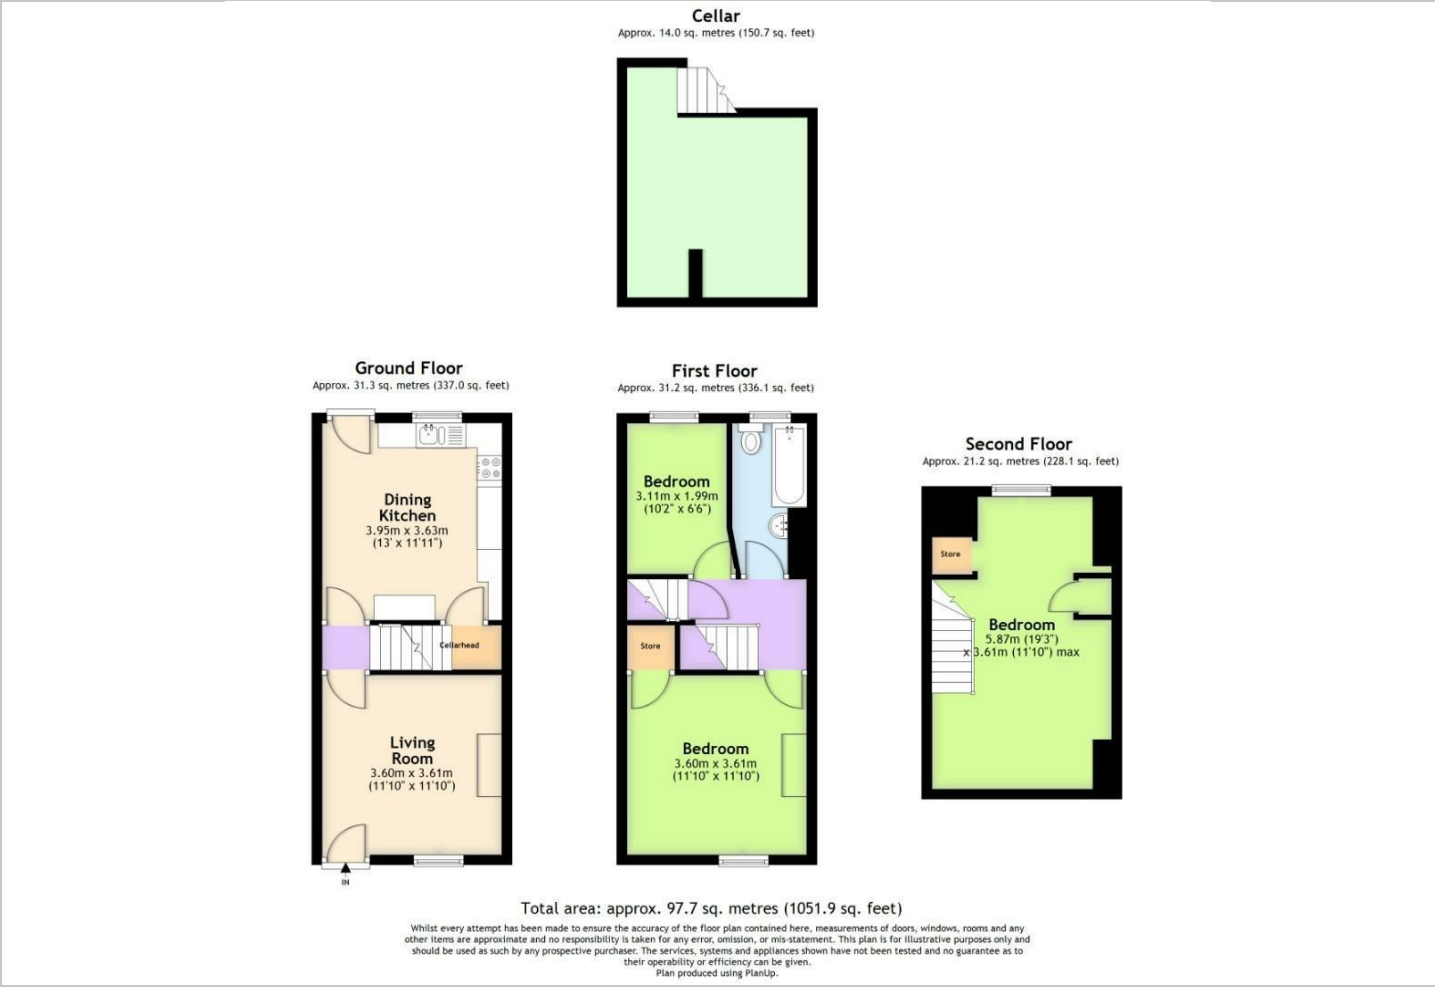 Cellar
Approx. 14.0 sq. metres (150.7 sq. feet)
Ground Floor
Approx. 31.3 sq. metres (337.0 sq. feet)
Dining
Kitchen
3.95m x 3.63m
(13' x 11'11")
Cellarhead
Living
Room
3.60m x 3.61m
(11'10" x 11'10")
IN
First Floor
Approx. 31.2 sq. metres (336.1 sq. feet)
Bedroom
3.11m x 1.99m
(10'2" x 6'6")
Store
Bedroom
3.60m x 3.61m
(11'10" x 11'10")
Second Floor
Approx. 21.2 sq. metres (228.1 sq. feet)
Store
Bedroom
5.87m (19'3")
x 3.61m (11'10") max
Total area: approx. 97.7 sq. metres (1051.9 sq. feet)
Whilst every attempt has been made to ensure the accuracy of the floor plan contained here, measurements of doors, windows, rooms and any
other items are approximate and no responsibility is taken for any error, omission, or mis-statement. This plan is for illustrative purposes only and
should be used as such by any prospective purchaser. The services, systems and appliances shown have not been tested and no guarantee as to
their operability or efficiency can be given.
Plan produced using PlanUp.